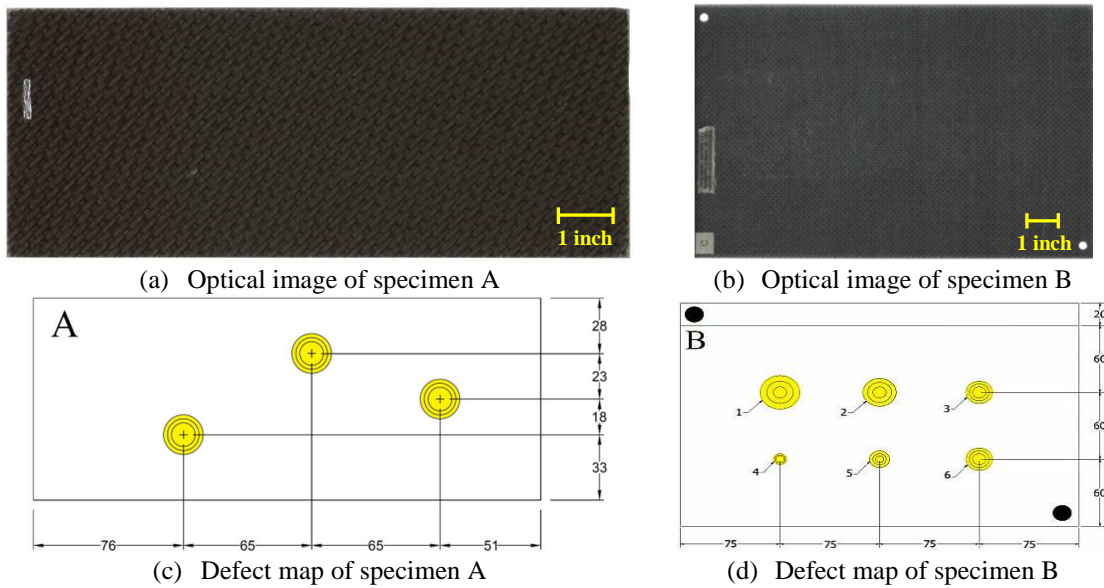 1 inch
1 inch
(a) Optical image of specimen A
(b) Optical image of specimen B
A
28
23
18
33
76
65
65
51
B
20
60
60
60
1
2
3
4
5
6
75
75
75
75
(c) Defect map of specimen A
(d) Defect map of specimen B